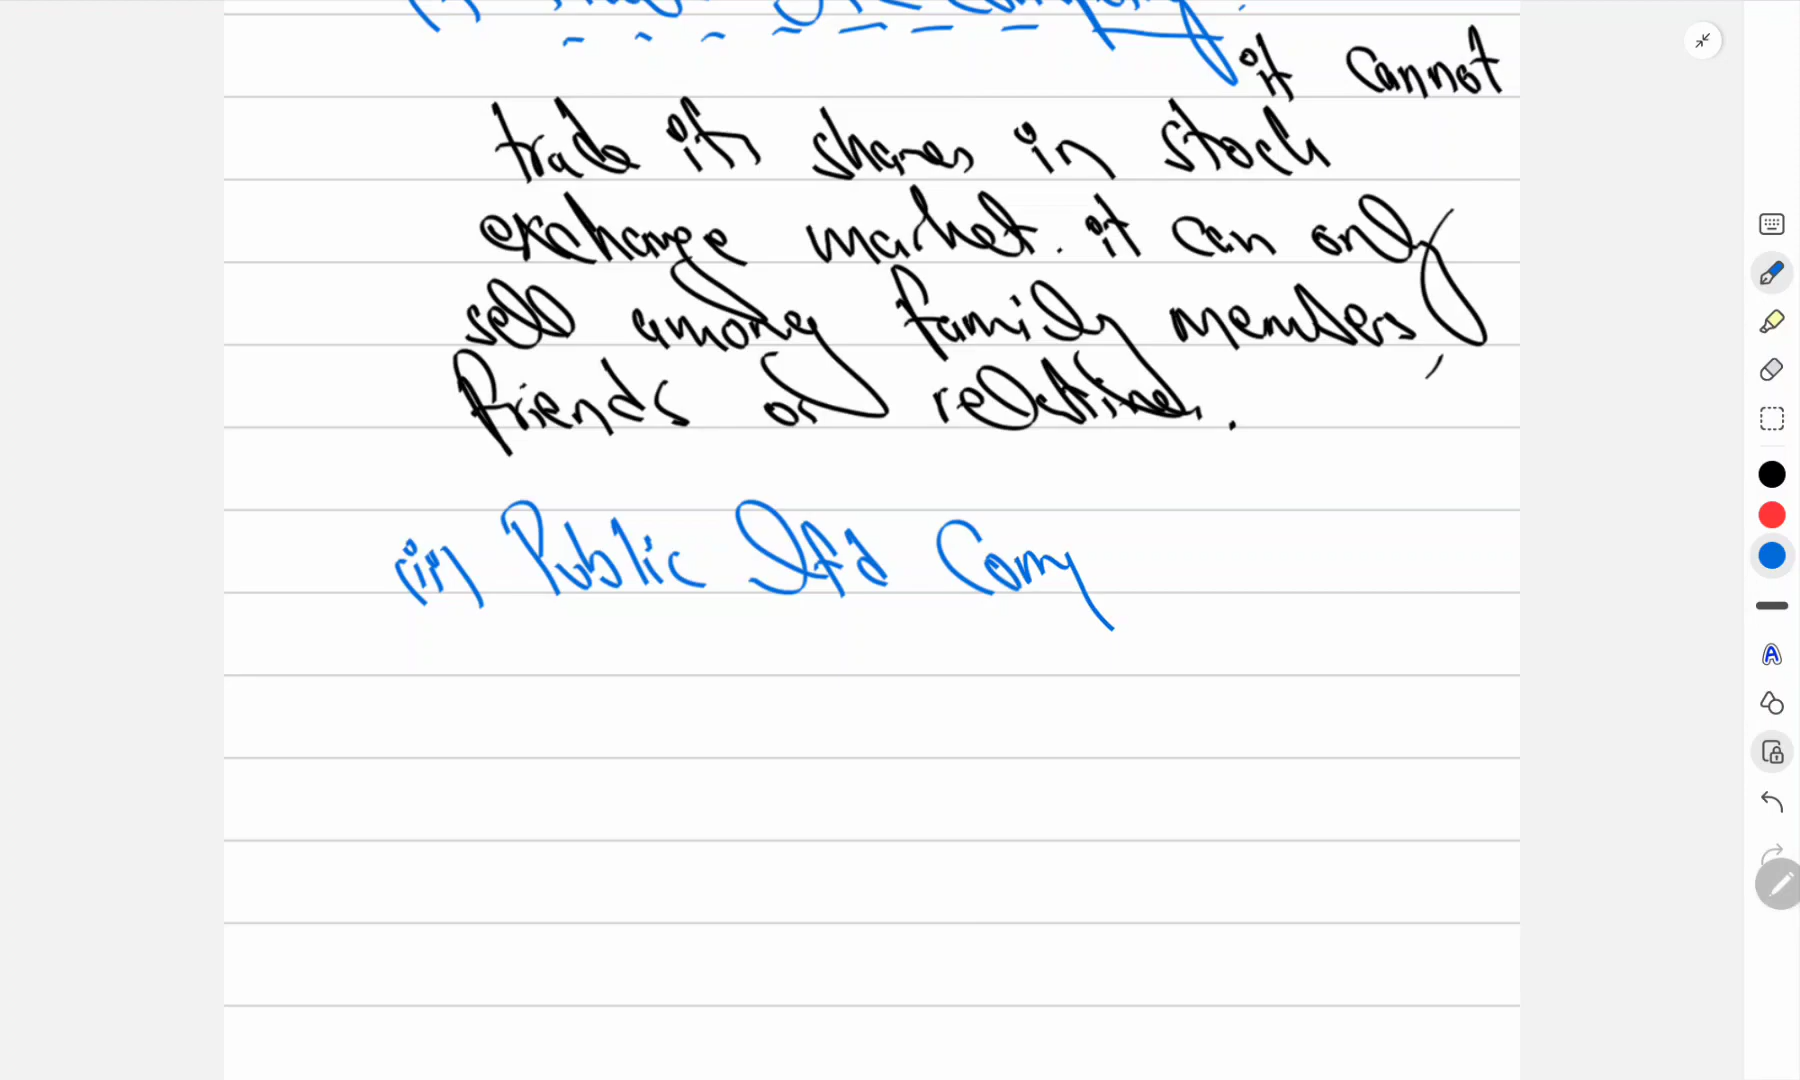 it cannot
trade its shares in stock
exchange market. it can only
sell among family members,
friends or relatives.
(ii) Public Ltd Comp